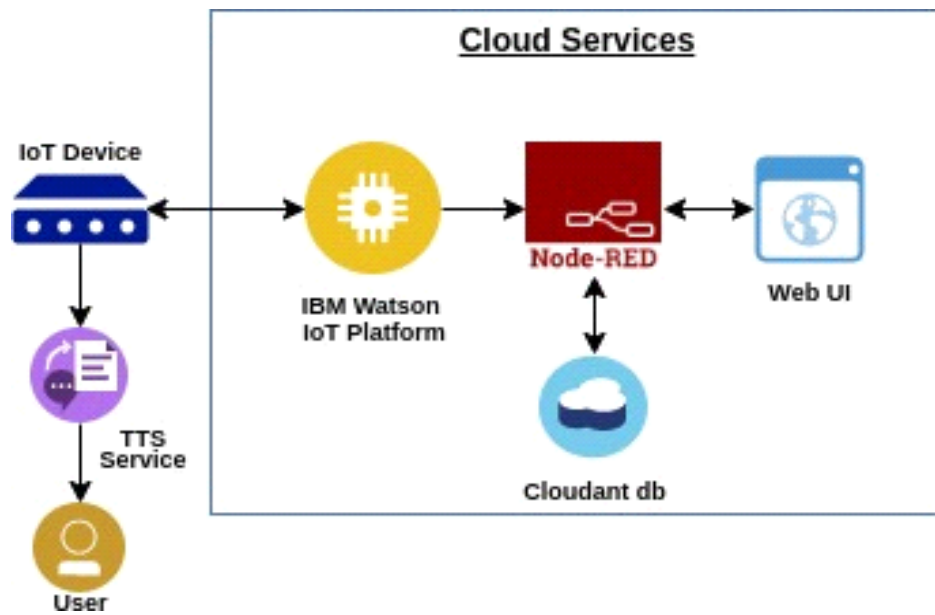 Cloud Services
IoT Device
IBM Watson
IoT Platform
Node-RED
Web UI
TTS
Service
Cloudant db
User